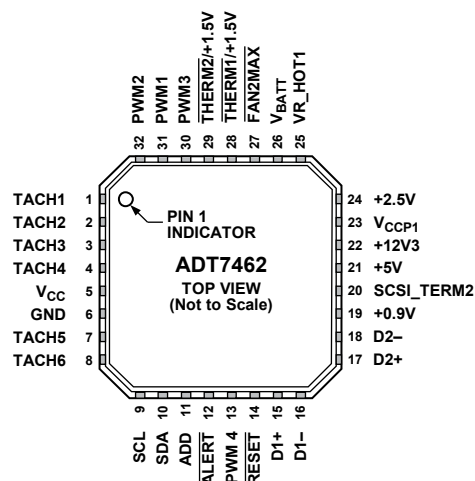 PWM2
PWM1
PWM3
THERM2/+1.5V
THERM1/+1.5V
FAN2MAX
VBATT
VR_HOT1
32 31 30 29 28 27 26 25
TACH1 1
TACH2 2
TACH3 3
TACH4 4
VCC 5
GND 6
TACH5 7
TACH6 8
PIN 1
INDICATOR
ADT7462
TOP VIEW
(Not to Scale)
24 +2.5V
23 VCCP1
22 +12V3
21 +5V
20 SCSI_TERM2
19 +0.9V
18 D2–
17 D2+
9 10 11 12 13 14 15 16
SCL
SDA
ADD
ALERT
PWM 4
RESET
D1+
D1–